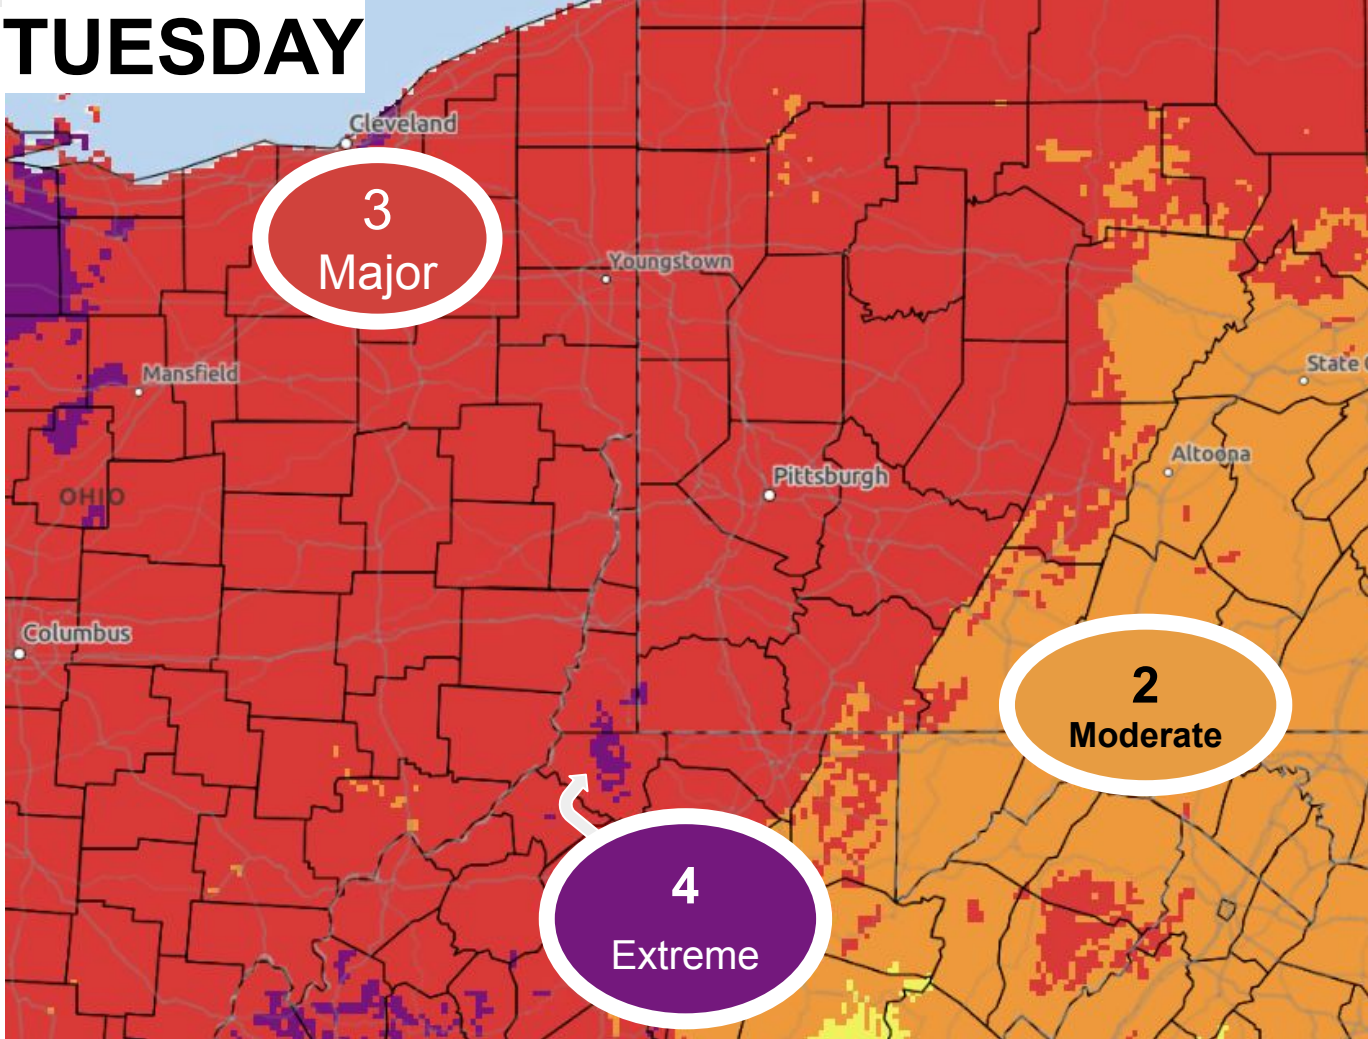 TUESDAY
Cleveland
3
Major
Youngstown
State
Mansfield
Altoona
Pittsburgh
OHIO
Columbus
2
Moderate
4
Extreme